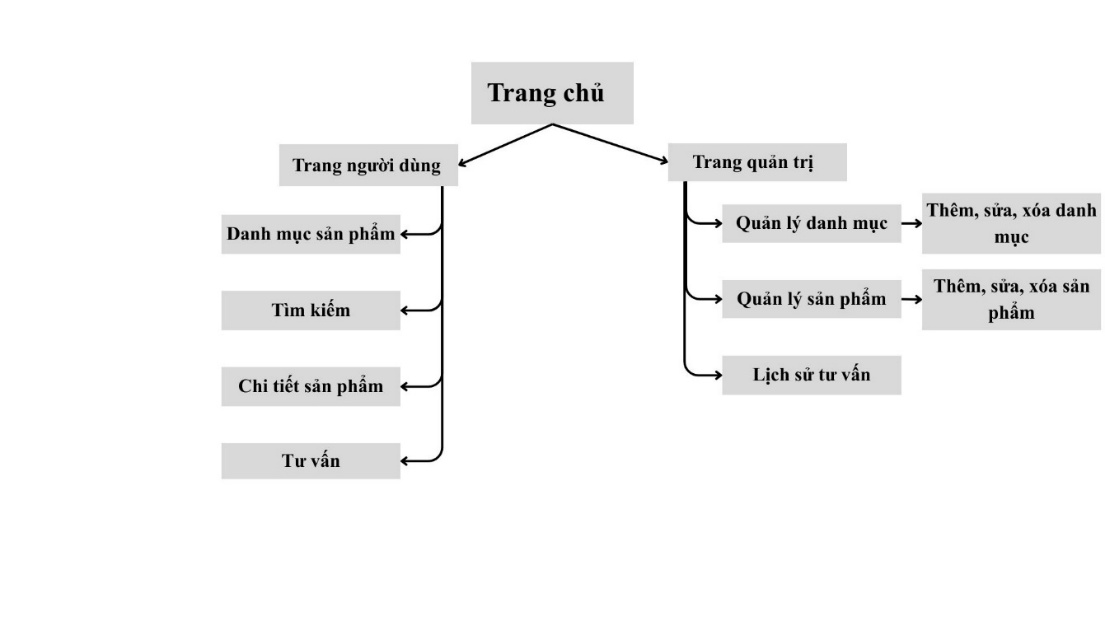 Trang chủ
Trang người dùng
Danh mục sản phẩm
Tìm kiếm
Chi tiết sản phẩm
Tư vấn
Trang quản trị
Quản lý danh mục
Thêm, sửa, xóa danh
mục
Quản lý sản phẩm
Thêm, sửa, xóa sản
phẩm
Lịch sử tư vấn